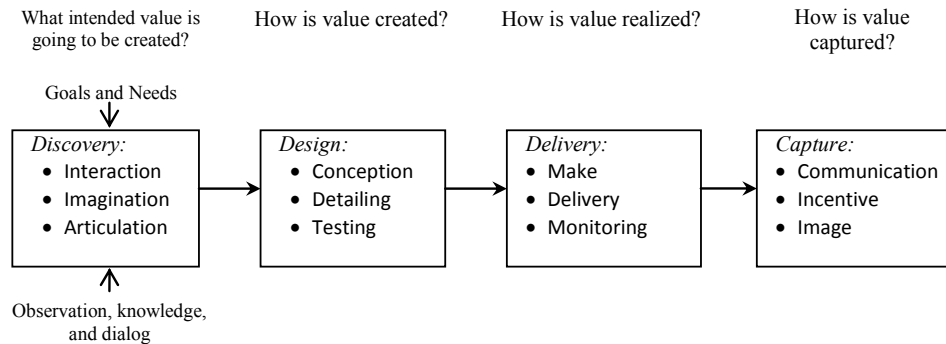 What intended value is
going to be created?
How is value created?
How is value realized?
How is value
captured?
Goals and Needs
Discovery:
• Interaction
• Imagination
• Articulation
Design:
• Conception
• Detailing
• Testing
Delivery:
• Make
• Delivery
• Monitoring
Capture:
• Communication
• Incentive
• Image
Observation, knowledge,
and dialog